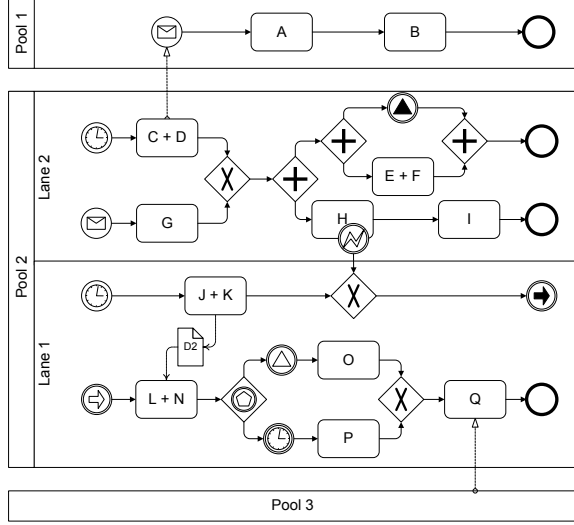 Pool 1
A
B
Pool 2
Lane 2
C + D
G
E + F
H
I
Lane 1
J + K
D2
L + N
O
P
Q
Pool 3